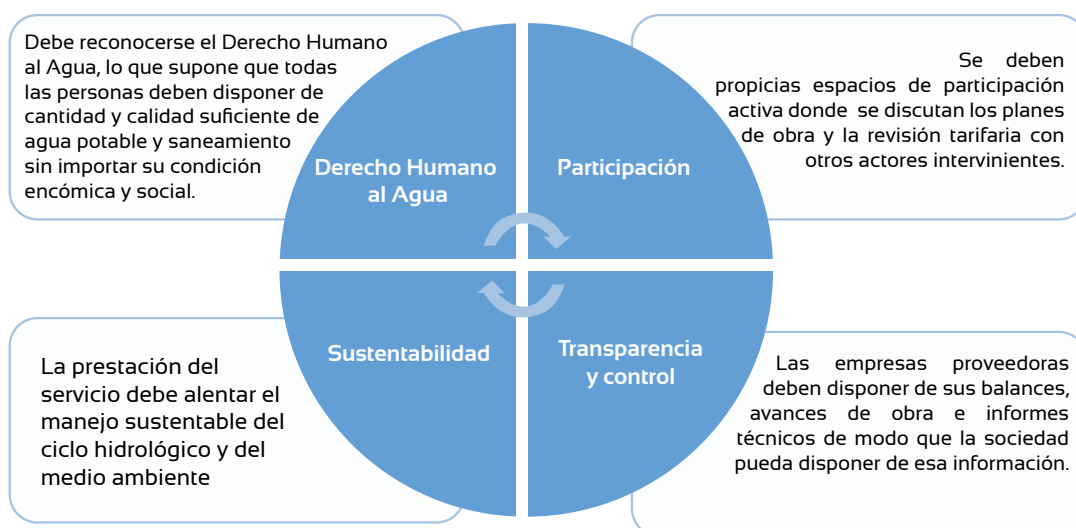 Debe reconocerse el Derecho Humano
al Agua, lo que supone que todas
las personas deben disponer de
cantidad y calidad suficiente de
agua potable y saneamiento
sin importar su condición
encómica y social.
Derecho Humano
al Agua
Participación
Se deben
propicias espacios de participación
activa donde se discutan los planes
de obra y la revisión tarifaria con
otros actores intervinientes.
La prestación del
servicio debe alentar el
manejo sustentable del
ciclo hidrológico y del
medio ambiente
Sustentabilidad
Transparencia
y control
Las empresas proveedoras
deben disponer de sus balances,
avances de obra e informes
técnicos de modo que la sociedad
pueda disponer de esa información.